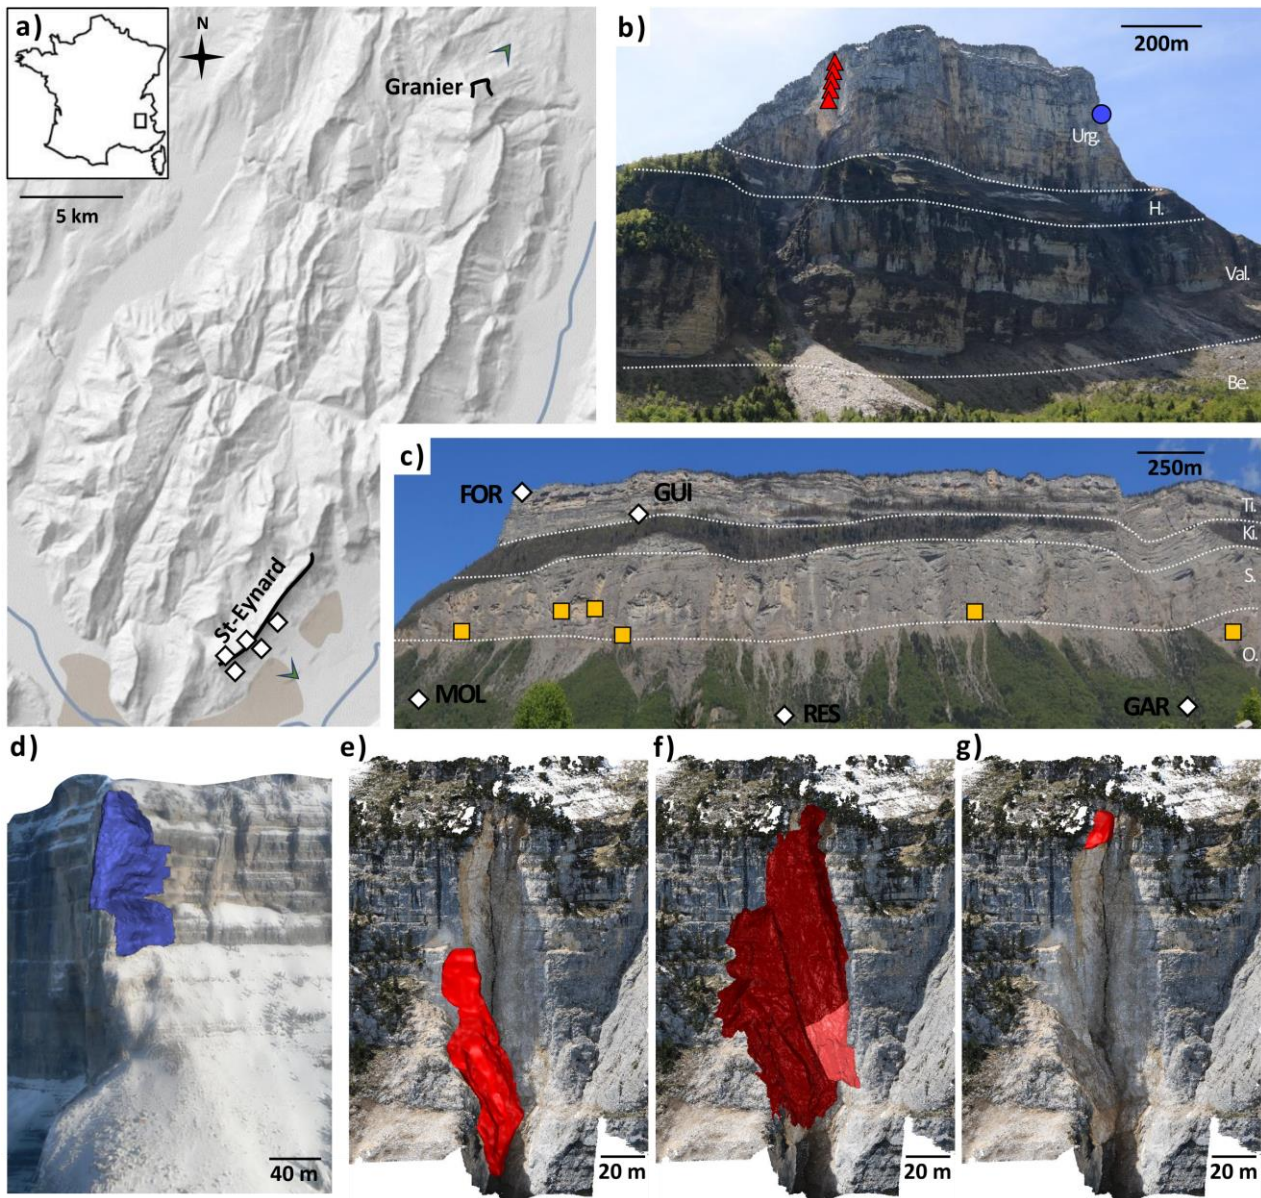 a)
N
Granier
5 km
St-Eynard
b)
200m
Urg.
H.
Val.
Be.
c)
250m
FOR
GUI
Ti.
Ki.
S.
O.
MOL
RES
GAR
d)
40 m
e)
20 m
f)
20 m
g)
20 m